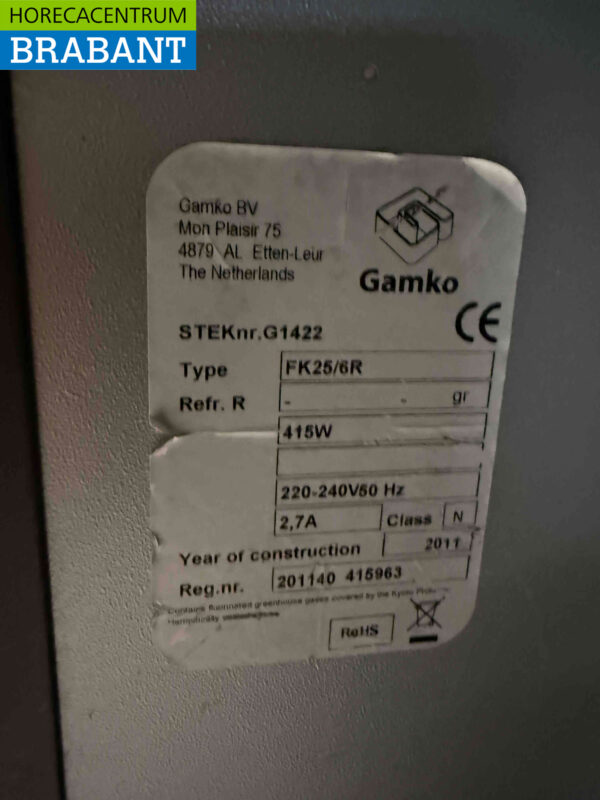 HORECACENTRUM
BRABANT
Gamko BV
Mon Plaisir 75
4879 AL Etten-Leur
The Netherlands
Gamko
STEKnr.G1422
CE
Type FK25/6R
Refr. R - . gr
415W
220-240V50 Hz
2,7A Class N
Year of construction 2011
Reg.nr. 201140 415963
Contains fluorinated greenhouse gases covered by the Kyoto
Hermetically
RoHS